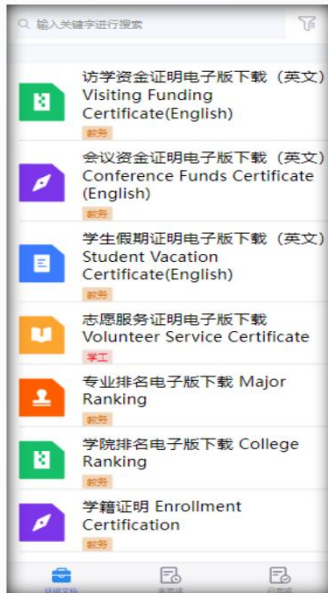 输入关键字进行搜索
访学资金证明电子版下载（英文）
Visiting Funding
Certificate(English)
教务
会议资金证明电子版下载（英文）
Conference Funds Certificate
(English)
教务
学生假期证明电子版下载（英文）
Student Vacation
Certificate(English)
教务
志愿服务证明电子版下载
Volunteer Service Certificate
学工
专业排名电子版下载 Major
Ranking
教务
学院排名电子版下载 College
Ranking
教务
学籍证明 Enrollment
Certification
教务